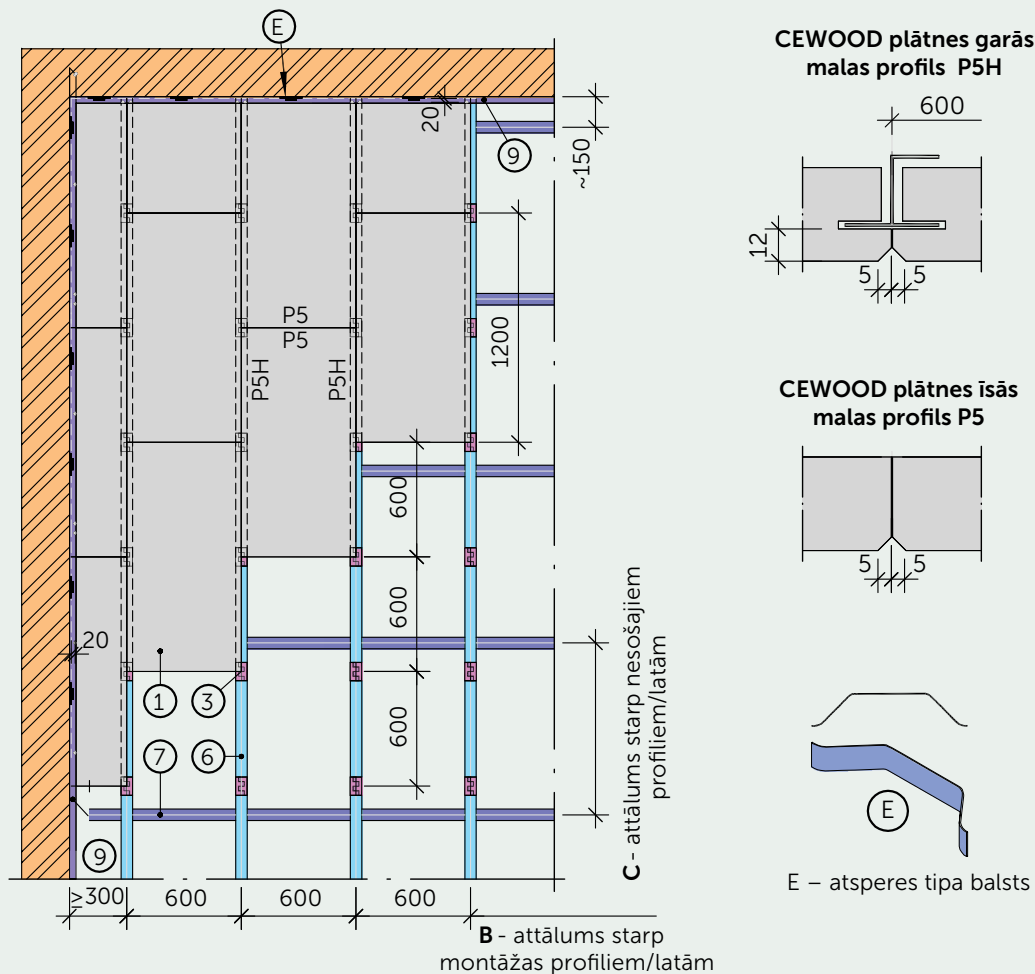 E
20
9
~150
1200
P5
P5
P5H
P5H
600
600
600
20
1
3
7
6
9
≥300
600
600
600
C - attālums starp nesošajiem
profiliem/latām
B - attālums starp
montāžas profiliem/latām
CEWOOD plātnes garās
malas profils P5H
600
12
5
5
CEWOOD plātnes īsās
malas profils P5
5
5
E
E – atsperes tipa balsts